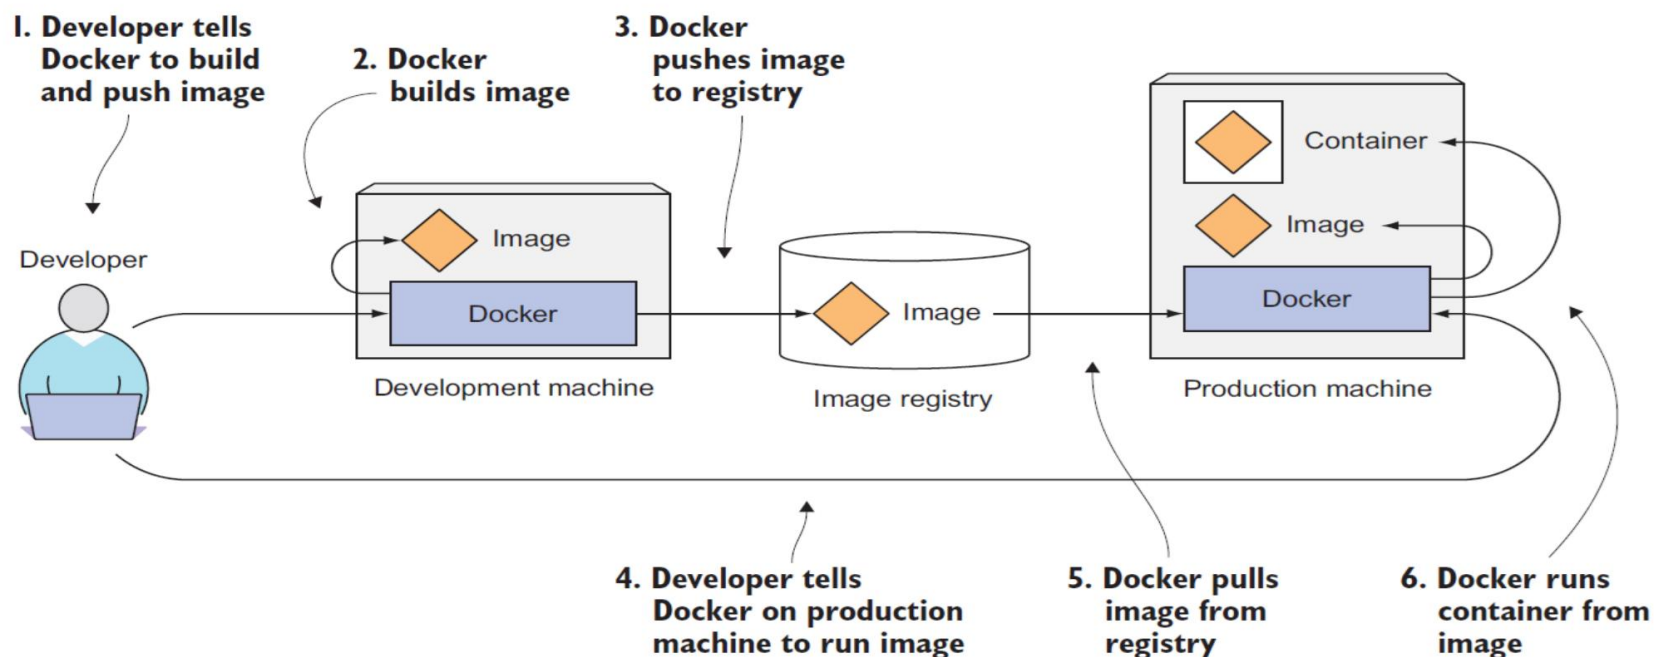 1. Developer tells
Docker to build
and push image
2. Docker
builds image
3. Docker
pushes image
to registry
Developer
Image
Docker
Development machine
Image
Image registry
Container
Image
Docker
Production machine
4. Developer tells
Docker on production
machine to run image
5. Docker pulls
image from
registry
6. Docker runs
container from
image